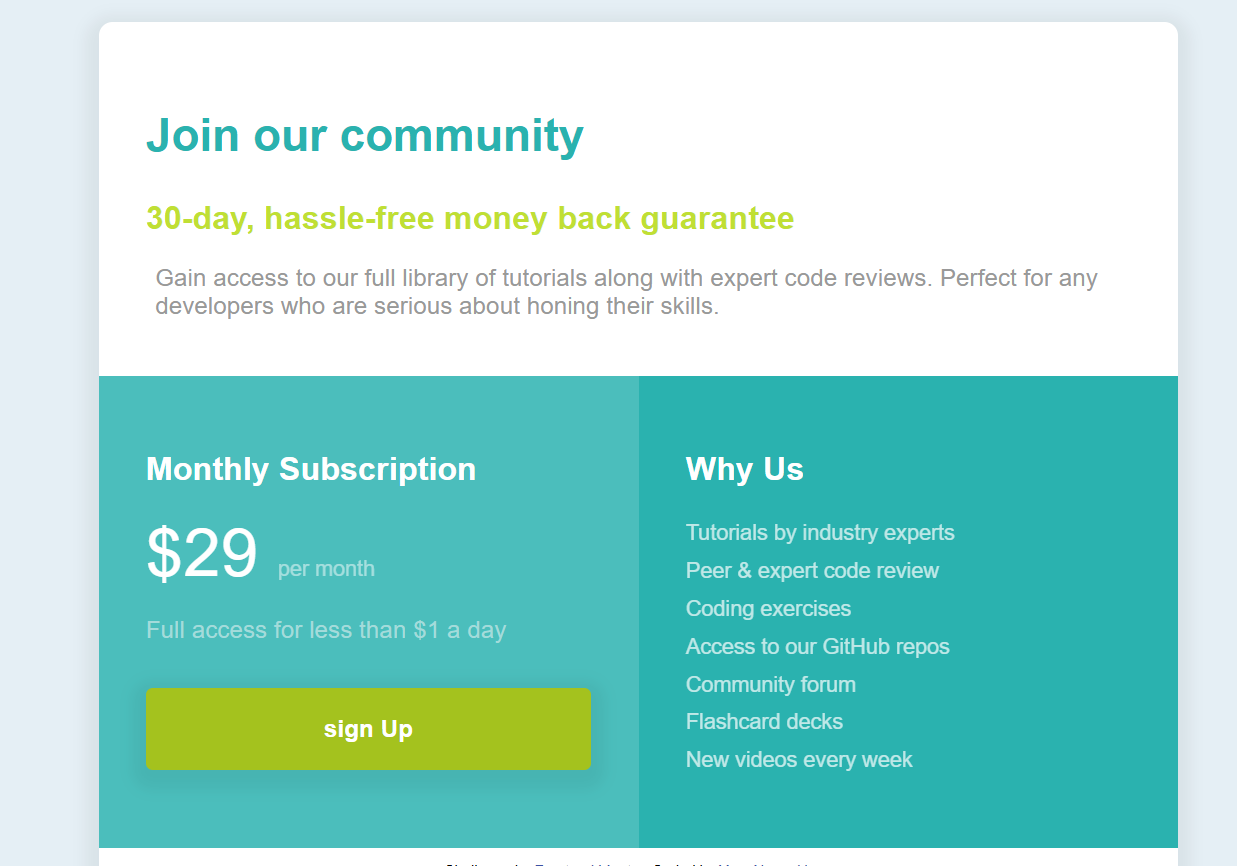 Join our community
30-day, hassle-free money back guarantee
Gain access to our full library of tutorials along with expert code reviews. Perfect for any
developers who are serious about honing their skills.
Monthly Subscription
$29 per month
Full access for less than $1 a day
sign Up
Why Us
Tutorials by industry experts
Peer & expert code review
Coding exercises
Access to our GitHub repos
Community forum
Flashcard decks
New videos every week